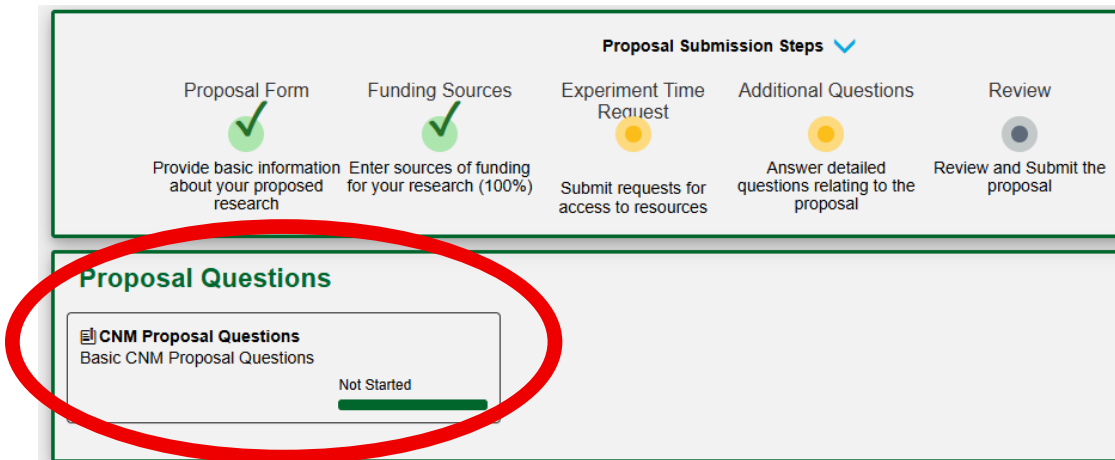 Proposal Submission Steps
Proposal Form
Funding Sources
Experiment Time
Request
Additional Questions
Review
Provide basic information
about your proposed
research
Enter sources of funding
for your research (100%)
Submit requests for
access to resources
Answer detailed
questions relating to the
proposal
Review and Submit the
proposal
Proposal Questions
CNM Proposal Questions
Basic CNM Proposal Questions
Not Started